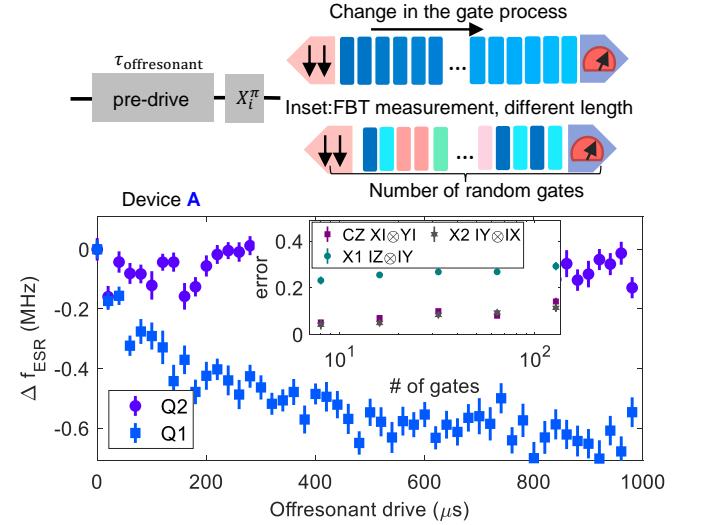 Change in the gate process
τoffresonant
pre-drive
X_i^π
...
Inset:FBT measurement, different length
...
Number of random gates
Device A
CZ XI⊗YI
X2 IY⊗IX
X1 IZ⊗IY
error
0.4
0.2
0
10^1
10^2
# of gates
0
-0.2
-0.4
-0.6
Δ f_ESR (MHz)
Q2
Q1
0
200
400
600
800
1000
Offresonant drive (μs)